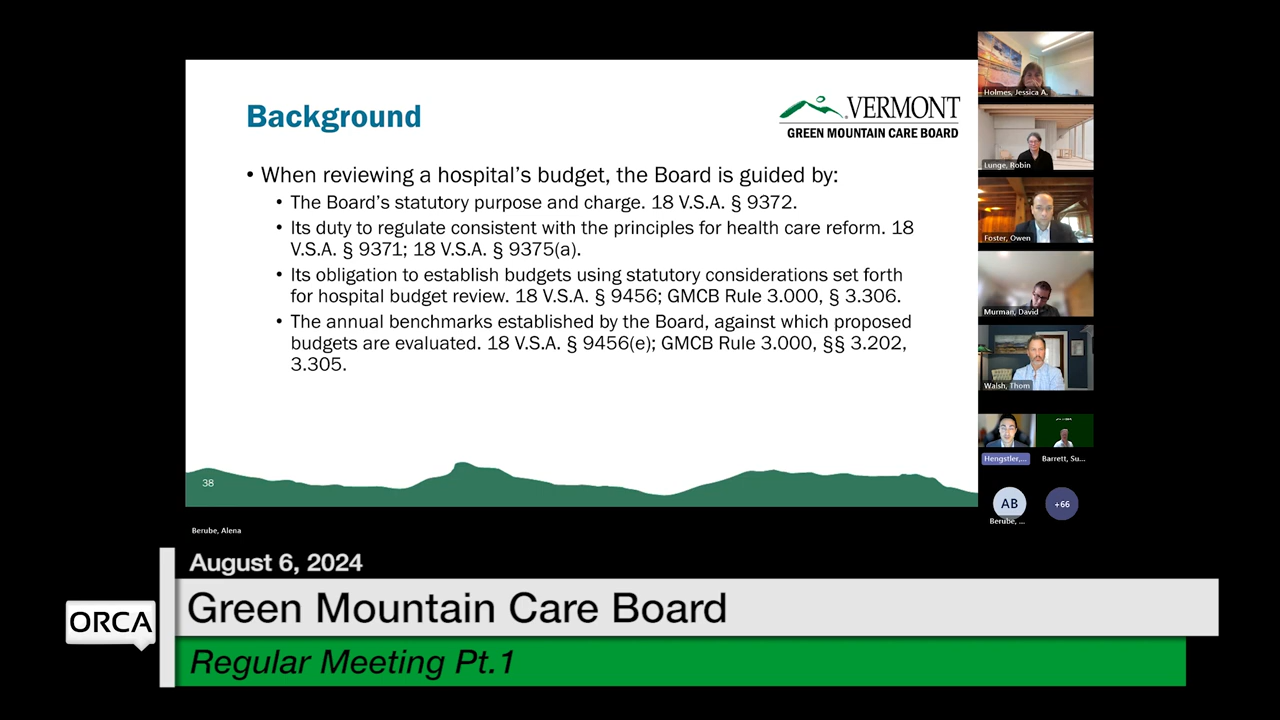 Background
VERMONT
GREEN MOUNTAIN CARE BOARD
• When reviewing a hospital's budget, the Board is guided by:
• The Board's statutory purpose and charge. 18 V.S.A. § 9372.
• Its duty to regulate consistent with the principles for health care reform. 18
V.S.A. § 9371; 18 V.S.A. § 9375(a).
• Its obligation to establish budgets using statutory considerations set forth
for hospital budget review. 18 V.S.A. § 9456; GMCB Rule 3.000, § 3.306.
• The annual benchmarks established by the Board, against which proposed
budgets are evaluated. 18 V.S.A. § 9456(e); GMCB Rule 3.000, §§ 3.202,
3.305.
38
Holmes, Jessica A.
Lunge, Robin
Foster, Owen
Murman, David
Walsh, Thom
Hengstler,...
Barrett, Su...
AB
+66
Berube, ...
Berube, Alena
August 6, 2024
ORCA
Green Mountain Care Board
Regular Meeting Pt.1